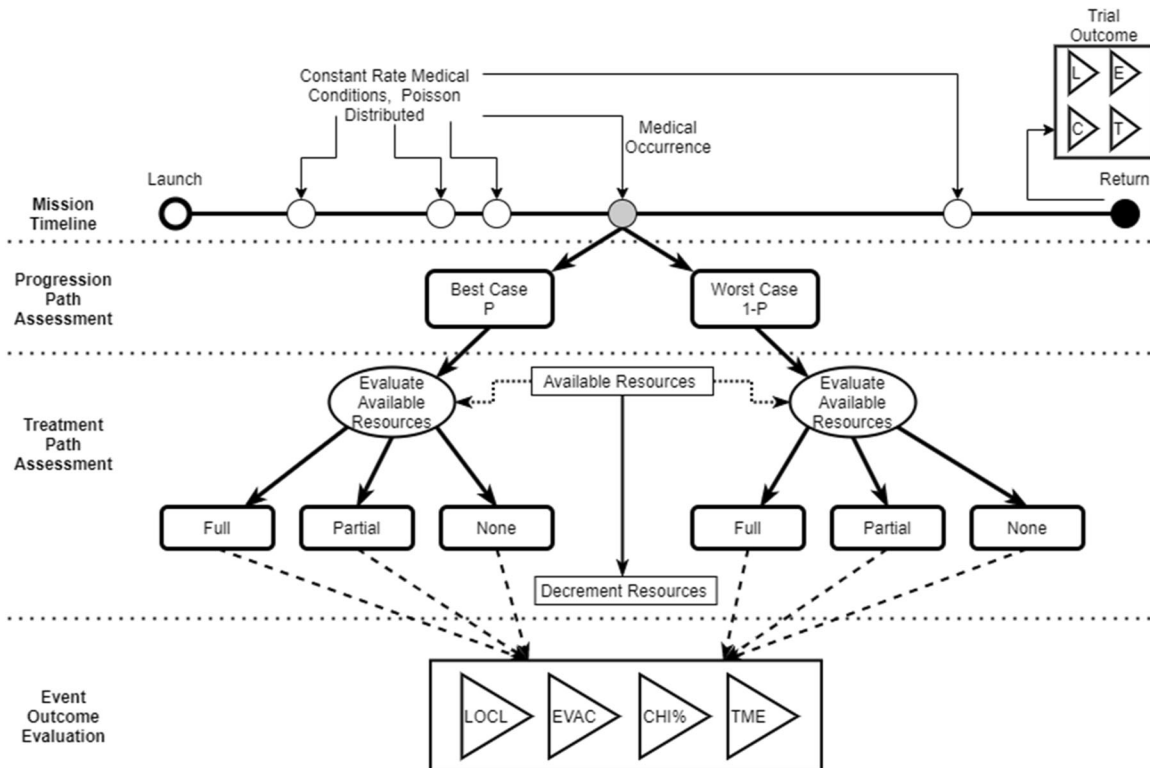 Trial
Outcome
L
E
C
T
Constant Rate Medical
Conditions, Poisson
Distributed
Medical
Occurrence
Launch
Return
Mission
Timeline
Progression
Path
Assessment
Best Case
P
Worst Case
1-P
Treatment
Path
Assessment
Evaluate
Available
Resources
Available Resources
Evaluate
Available
Resources
Full
Partial
None
Full
Partial
None
Decrement Resources
Event
Outcome
Evaluation
LOCL
EVAC
CHI%
TME